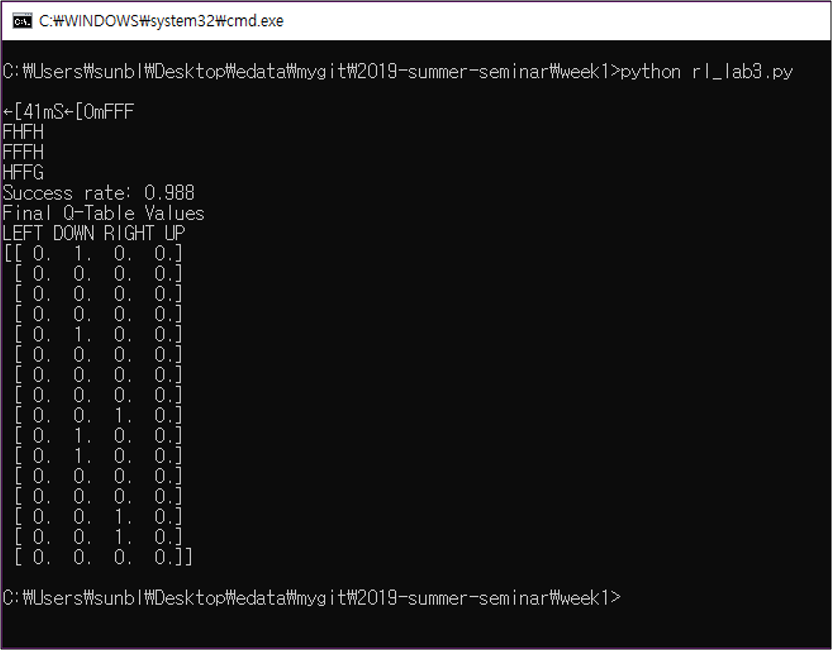 C:\WINDOWS\system32\cmd.exe
C:₩Users₩sunbl₩Desktop₩edata₩mygit₩2019-summer-seminar₩week1>python rl_lab3.py
←[41mS←[0mFFF
FHFH
FFFH
HFFG
Success rate: 0.988
Final Q-Table Values
LEFT DOWN RIGHT UP
[[ 0. 1. 0. 0.]
[ 0. 0. 0. 0.]
[ 0. 0. 0. 0.]
[ 0. 0. 0. 0.]
[ 0. 1. 0. 0.]
[ 0. 0. 0. 0.]
[ 0. 0. 0. 0.]
[ 0. 0. 0. 0.]
[ 0. 0. 1. 0.]
[ 0. 1. 0. 0.]
[ 0. 1. 0. 0.]
[ 0. 0. 0. 0.]
[ 0. 0. 0. 0.]
[ 0. 0. 1. 0.]
[ 0. 0. 1. 0.]
[ 0. 0. 0. 0.]]
C:₩Users₩sunbl₩Desktop₩edata₩mygit₩2019-summer-seminar₩week1>